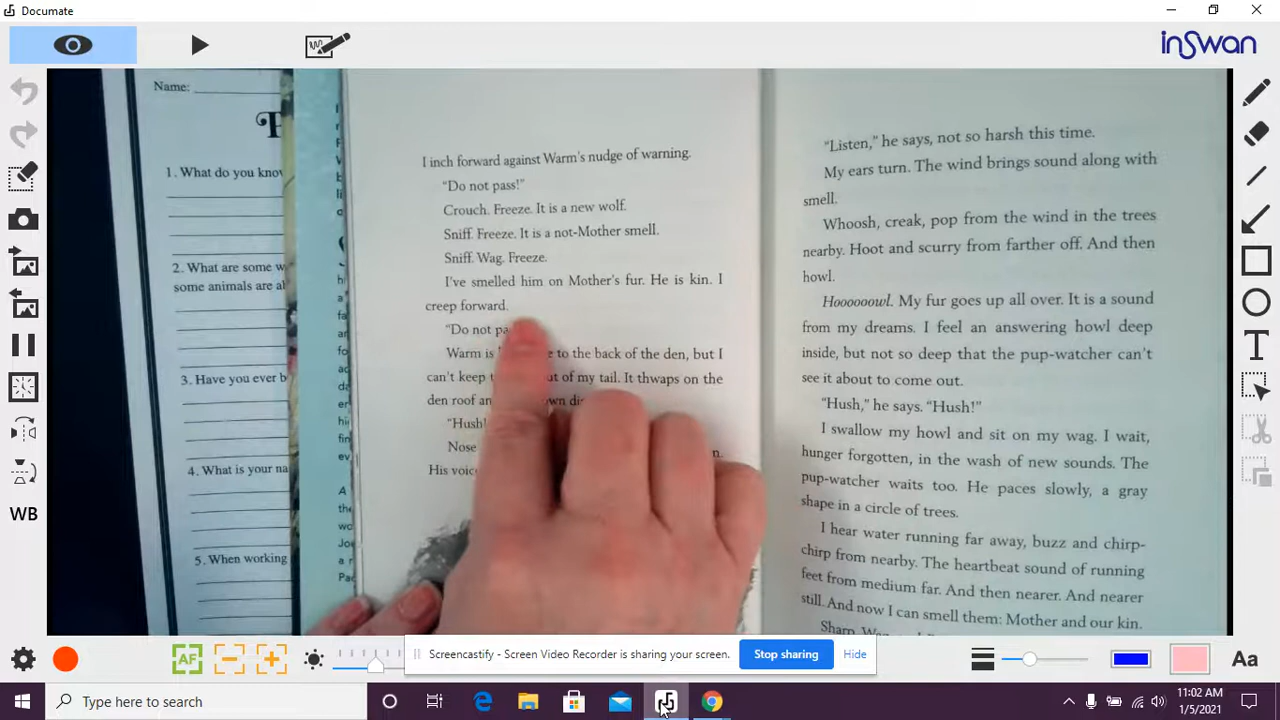 Documate
inSwan
Name:
1. What do you know
2. What are some w
some animals are al
3. Have you ever b
4. What is your na
5. When working
I inch forward against Warm's nudge of warning.
"Do not pass!"
Crouch. Freeze. It is a new wolf.
Sniff. Freeze. It is a not-Mother smell.
Sniff. Wag. Freeze.
I've smelled him on Mother's fur. He is kin. I
creep forward.
"Do not pa
Warm is e to the back of the den, but I
can't keep t ut of my tail. It thwaps on the
den roof an own di
"Hush!
Nose n.
His voic
"Listen," he says, not so harsh this time.
My ears turn. The wind brings sound along with
smell.
Whoosh, creak, pop from the wind in the trees
nearby. Hoot and scurry from farther off. And then
howl.
Hoooooowl. My fur goes up all over. It is a sound
from my dreams. I feel an answering howl deep
inside, but not so deep that the pup-watcher can't
see it about to come out.
"Hush," he says. "Hush!"
I swallow my howl and sit on my wag. I wait,
hunger forgotten, in the wash of new sounds. The
pup-watcher waits too. He paces slowly, a gray
shape in a circle of trees.
I hear water running far away, buzz and chirp-
chirp from nearby. The heartbeat sound of running
feet from medium far. And then nearer. And nearer
still. And now I can smell them: Mother and our kin.
WB
T
AF
Screencastify - Screen Video Recorder is sharing your screen.
Stop sharing
Hide
Aa
Type here to search
11:02 AM
1/5/2021